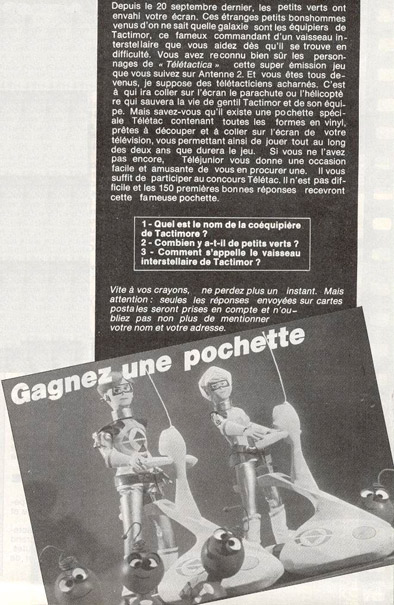 Depuis le 20 septembre dernier, les petits verts ont
envahi votre écran. Ces étranges petits bonshommes
venus d'on ne sait quelle galaxie sont les équipiers de
Tactimor, ce fameux commandant d'un vaisseau in-
terstellaire que vous aidez dès qu'il se trouve en
difficulté. Vous avez reconnu bien sûr les person-
nages de « Télétactica » cette super émission jeu
que vous suivez sur Antenne 2. Et vous êtes tous de-
venus, je suppose des télétacticiens acharnés. C'est
à qui ira coller sur l'écran le parachute ou l'hélicoptè
re qui sauvera la vie de gentil Tactimor et de son équi-
pe. Mais savez-vous qu'il existe une pochette spéci-
ale Télétac contenant toutes les formes en vinyl,
prêtes à découper et à coller sur l'écran de votre
télévision, vous permettant ainsi de jouer tout au long
des deux ans que durera le jeu. Si vous ne l'avez
pas encore, Téléjunior vous donne une occasion
facile et amusante de vous en procurer une. Il vous
suffit de participer au concours Télétac. Il n'est pas dif-
ficile et les 150 premières bonnes réponses recevront
cette fameuse pochette.
1 - Quel est le nom de la coéquipière
de Tactimore ?
2 - Combien y a-t-il de petits verts ?
3 - Comment s'appelle le vaisseau
interstellaire de Tactimor ?
Vite à vos crayons, ne perdez plus un instant. Mais
attention : seules les réponses envoyées sur cartes
postales seront prises en compte et n'ou-
bliez pas non plus de mentionner
votre nom et votre adresse.
Gagnez une pochette